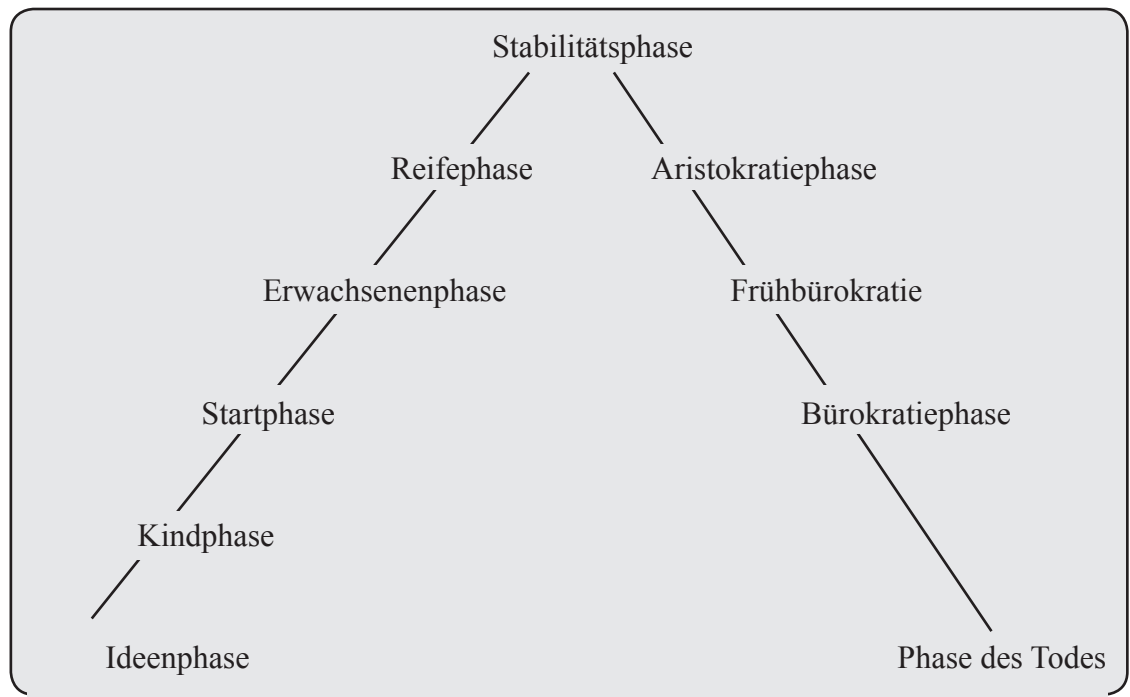 Stabilitätsphase
Reifephase Aristokratiephase
Erwachsenenphase Frühbürokratie
Startphase Bürokratiephase
Kindphase
Ideenphase Phase des Todes